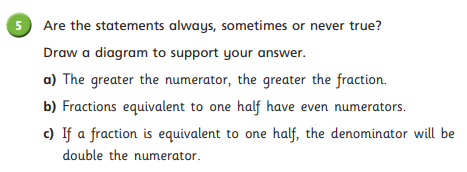 5 Are the statements always, sometimes or never true?
Draw a diagram to support your answer.
a) The greater the numerator, the greater the fraction.
b) Fractions equivalent to one half have even numerators.
c) If a fraction is equivalent to one half, the denominator will be
double the numerator.